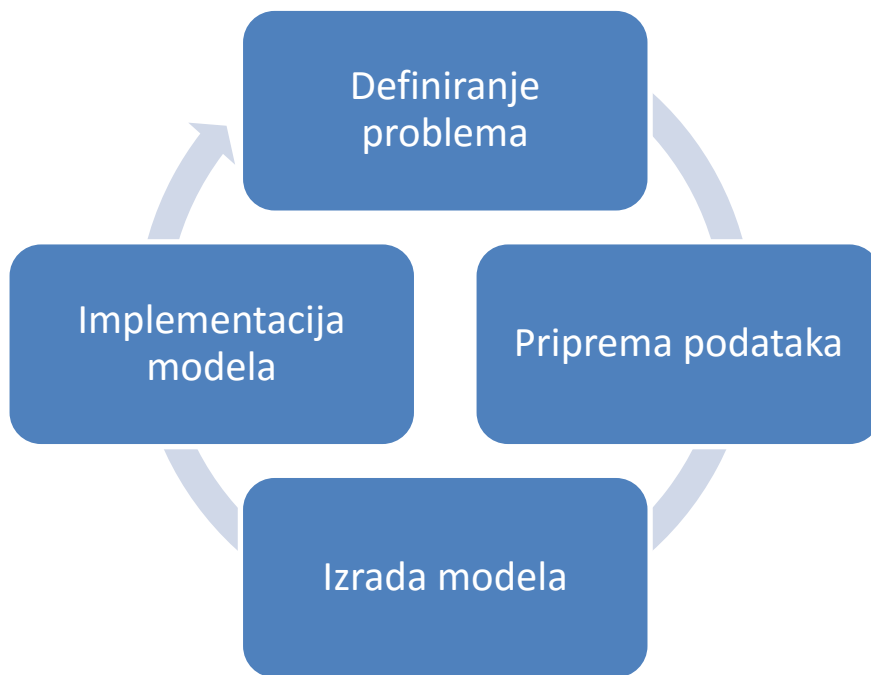 Definiranje
problema
Priprema podataka
Izrada modela
Implementacija
modela